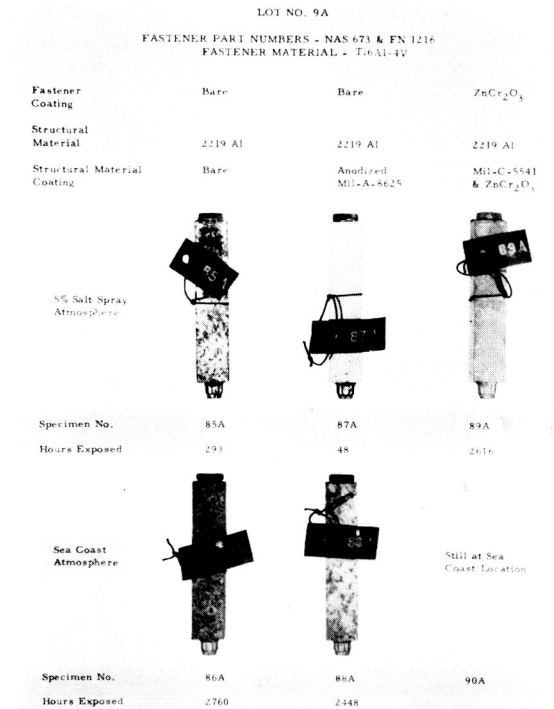 LOT NO. 9A
FASTENER PART NUMBERS - NAS 673 & FN 1216
FASTENER MATERIAL - Ti6Al-4V
Fastener Coating Bare Bare ZnCr2O3
Structural Material 2219 Al 2219 Al 2219 Al
Structural Material Coating Bare Anodized Mil-A-8625 Mil-C-5541 & ZnCr2O3
85A
89A
87A
5% Salt Spray
Atmosphere
Specimen No. 85A 87A 89A
Hours Exposed 293 48 2616
Sea Coast
Atmosphere
Still at Sea
Coast Location
Specimen No. 86A 88A 90A
Hours Exposed 2760 2448